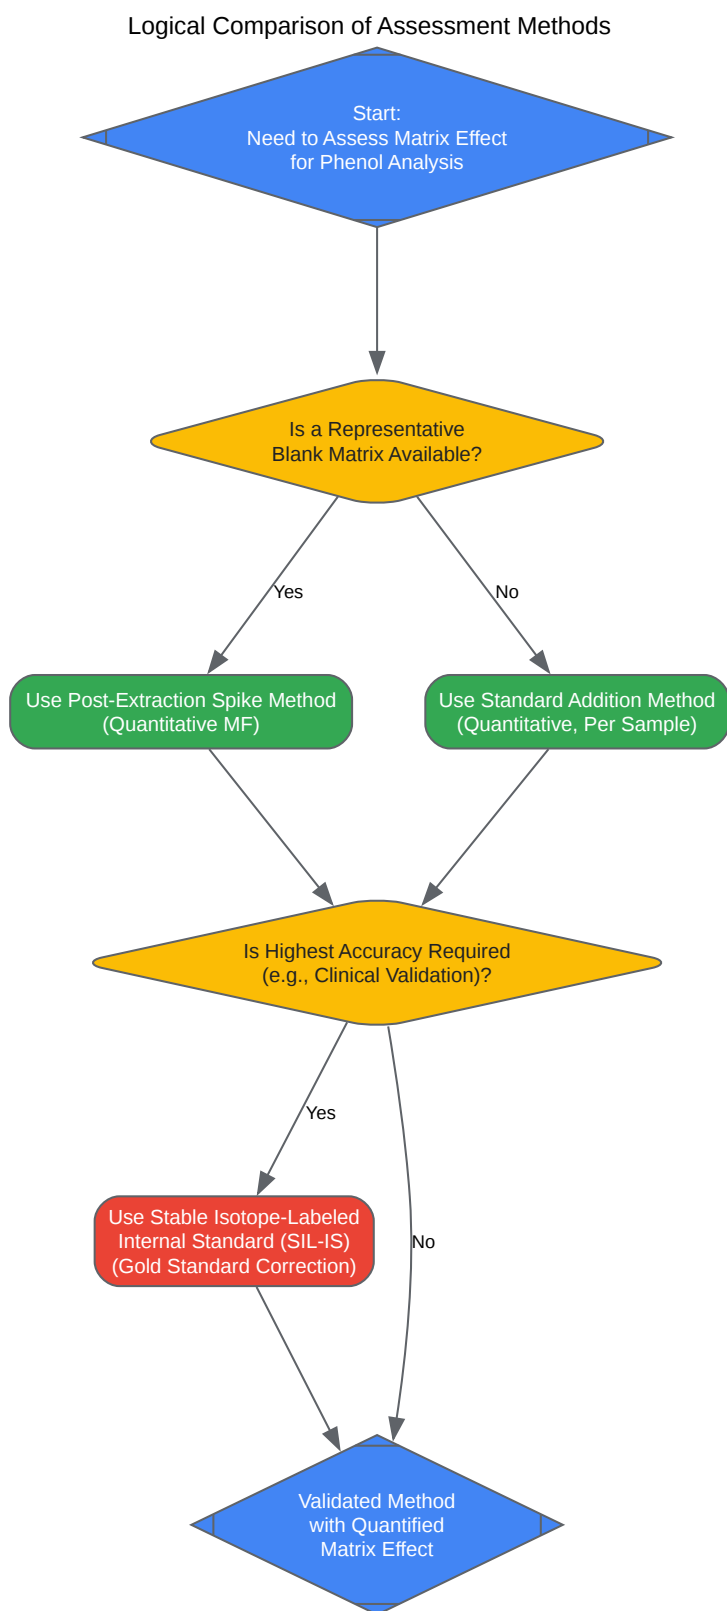 Logical Comparison of Assessment Methods
Start:
Need to Assess Matrix Effect
for Phenol Analysis
Is a Representative
Blank Matrix Available?
Yes
No
Use Post-Extraction Spike Method
(Quantitative MF)
Use Standard Addition Method
(Quantitative, Per Sample)
Is Highest Accuracy Required
(e.g., Clinical Validation)?
Yes
Use Stable Isotope-Labeled
Internal Standard (SIL-IS)
(Gold Standard Correction)
No
Validated Method
with Quantified
Matrix Effect